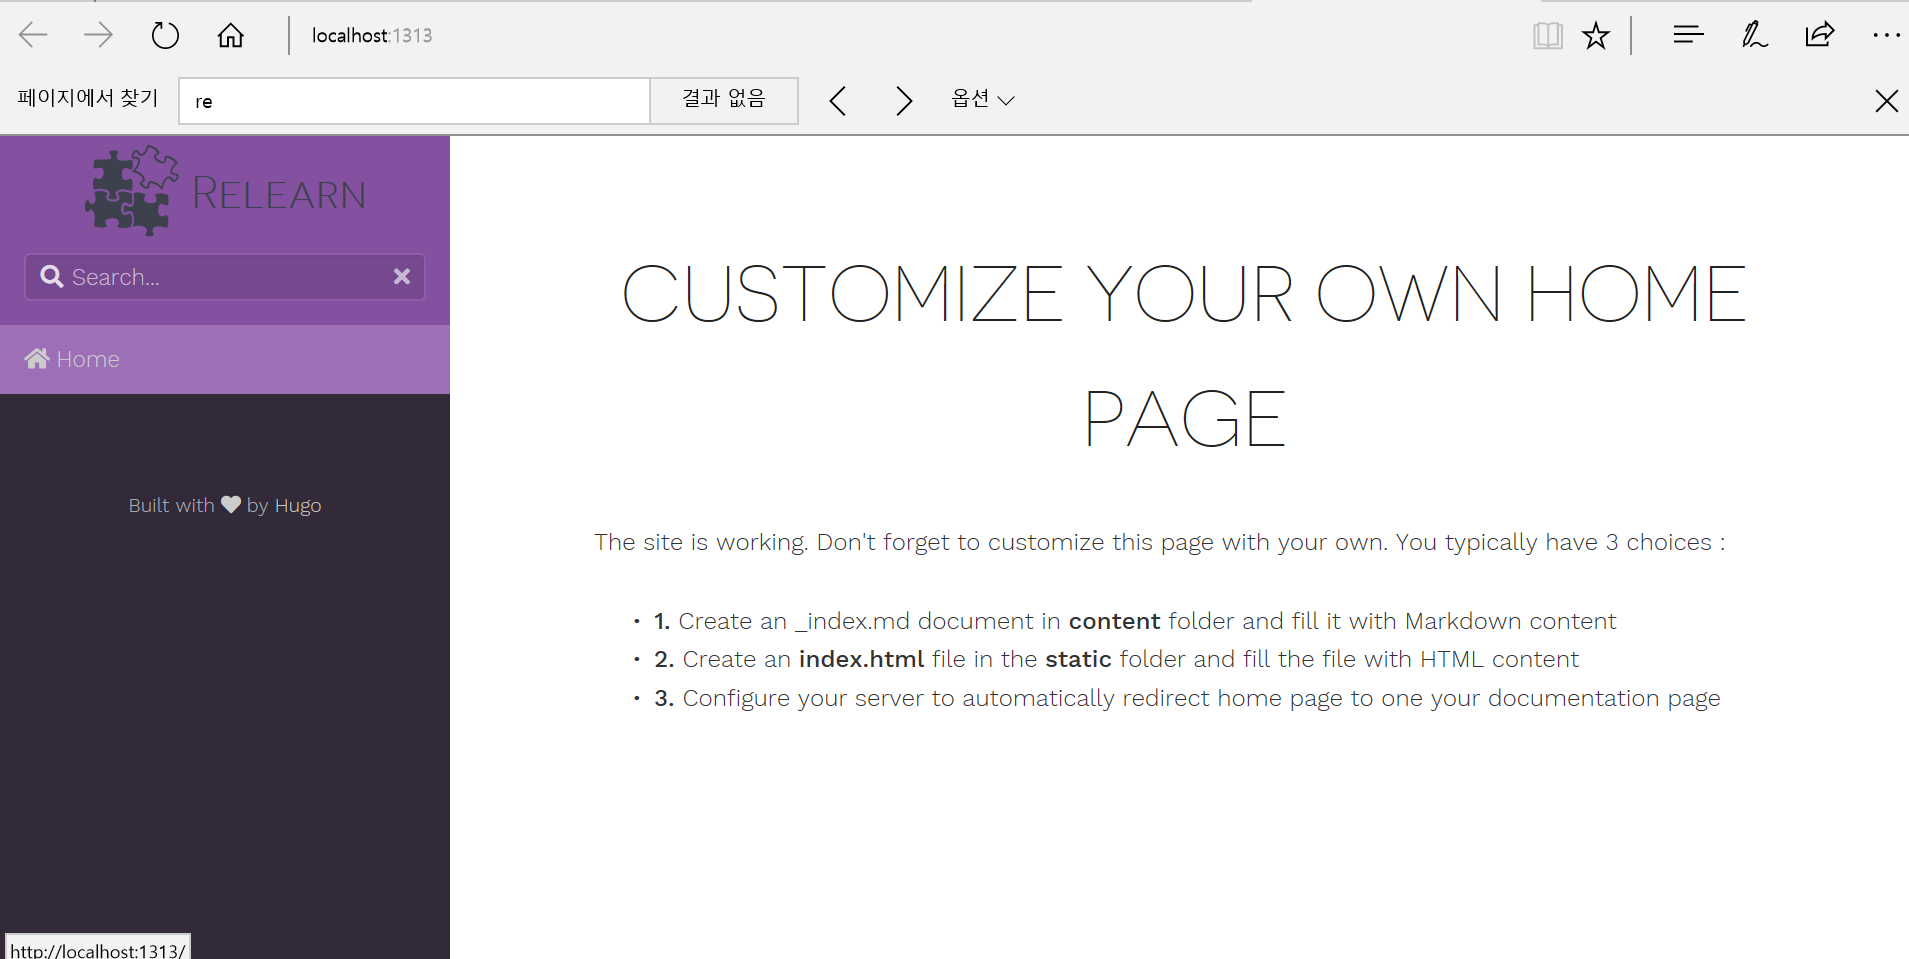 localhost:1313
페이지에서 찾기
re
결과 없음
옵션
RELEARN
Search...
Home
Built with by Hugo
CUSTOMIZE YOUR OWN HOME
PAGE
The site is working. Don't forget to customize this page with your own. You typically have 3 choices :
• 1. Create an _index.md document in content folder and fill it with Markdown content
• 2. Create an index.html file in the static folder and fill the file with HTML content
• 3. Configure your server to automatically redirect home page to one your documentation page
http://localhost:1313/